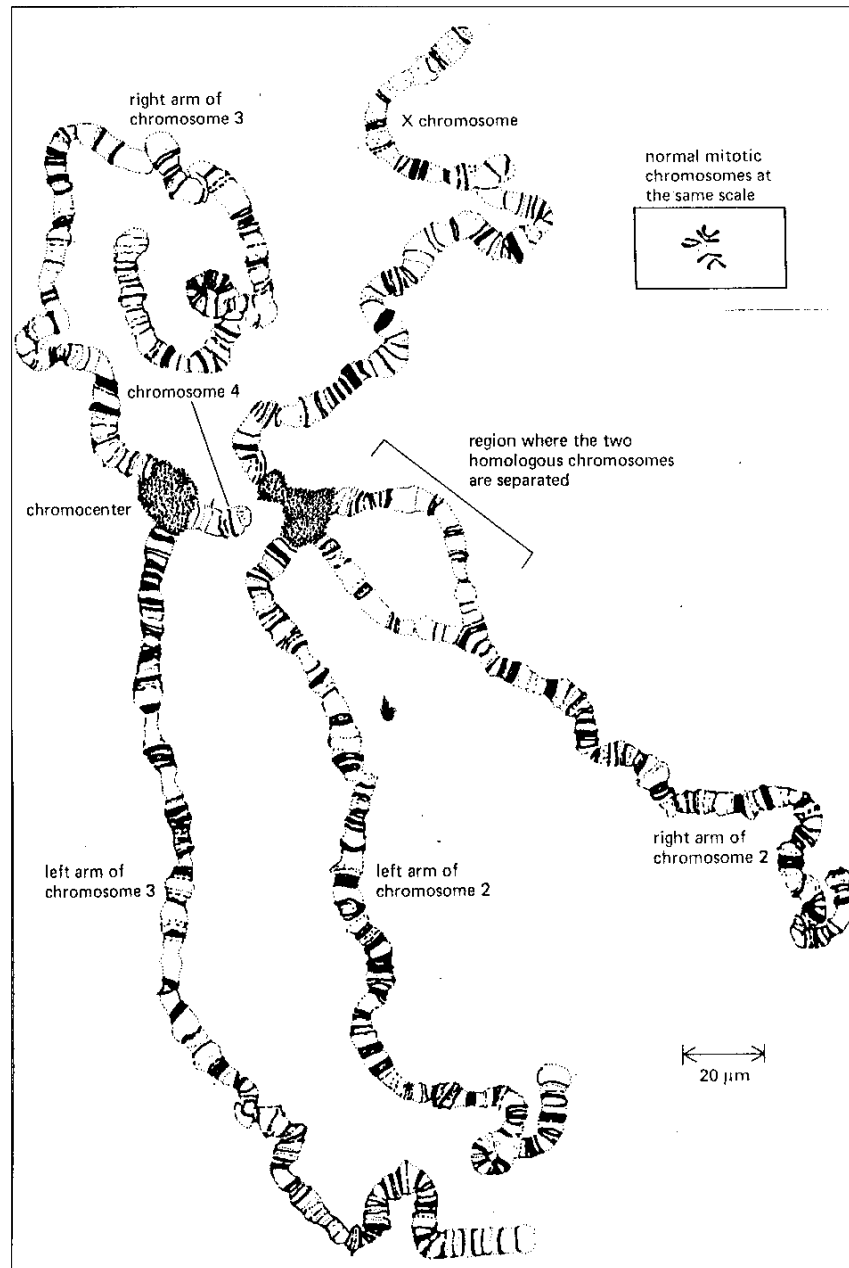 right arm of
chromosome 3
X chromosome
normal mitotic
chromosomes at
the same scale
chromosome 4
region where the two
homologous chromosomes
are separated
chromocenter
right arm of
chromosome 2
left arm of
chromosome 3
left arm of
chromosome 2
20 μm